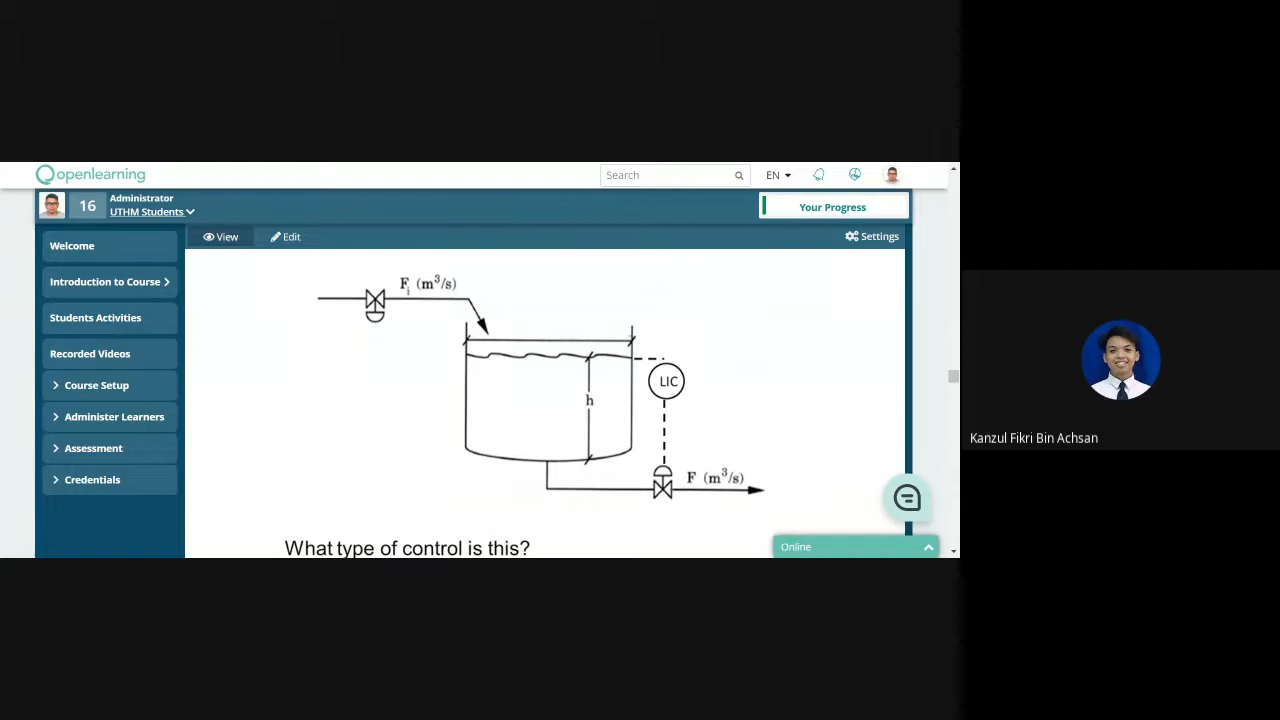 openlearning
Search
EN
16
Administrator
UTHM Students
Your Progress
View
Edit
Settings
Welcome
Introduction to Course
Students Activities
Recorded Videos
Course Setup
Administer Learners
Assessment
Credentials
Fi (m³/s)
LIC
h
F (m³/s)
What type of control is this?
Online
Kanzul Fikri Bin Achsan